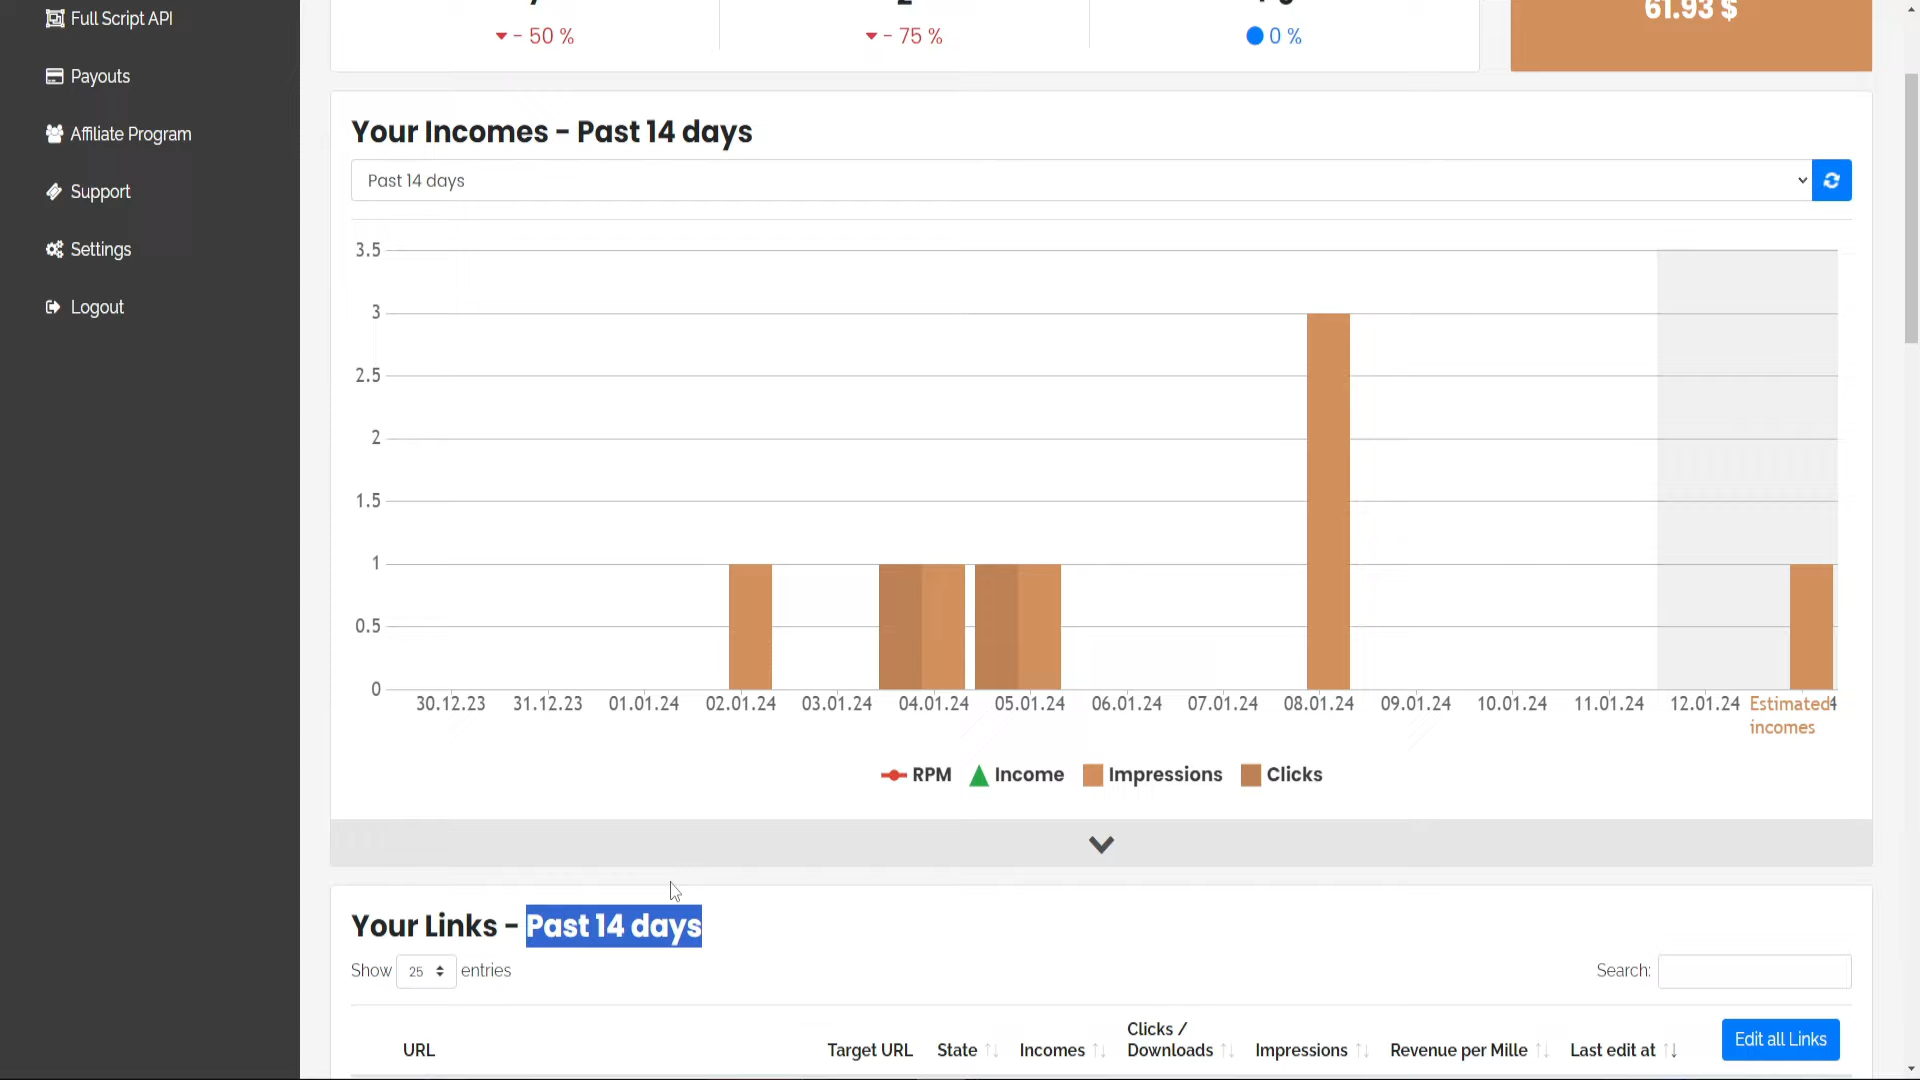 Full Script API
Payouts
Affiliate Program
Support
Settings
Logout
- 50 %
- 75 %
0 %
61.93 $
Your Incomes - Past 14 days
Past 14 days
3.5
3
2.5
2
1.5
1
0.5
0
30.12.23 31.12.23 01.01.24 02.01.24 03.01.24 04.01.24 05.01.24 06.01.24 07.01.24 08.01.24 09.01.24 10.01.24 11.01.24 12.01.24
Estimated
incomes
RPM Income Impressions Clicks
Your Links - Past 14 days
Show 25 entries
Search:
URL Target URL State Incomes Clicks / Downloads Impressions Revenue per Mille Last edit at Edit all Links